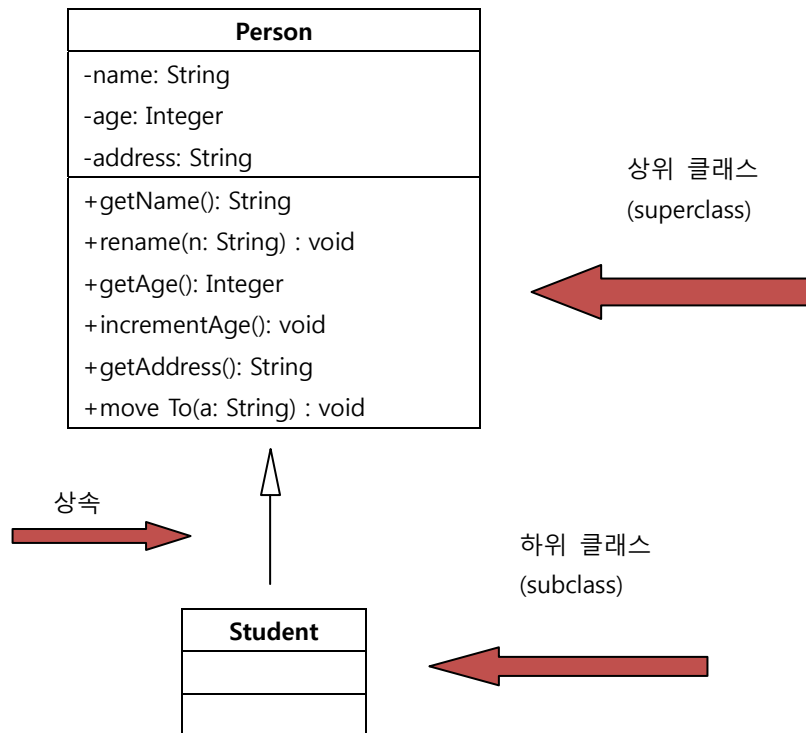 Person
-name: String
-age: Integer
-address: String
+getName(): String
+rename(n: String) : void
+getAge(): Integer
+incrementAge(): void
+getAddress(): String
+move To(a: String) : void
상위 클래스
(superclass)
상속
하위 클래스
(subclass)
Student